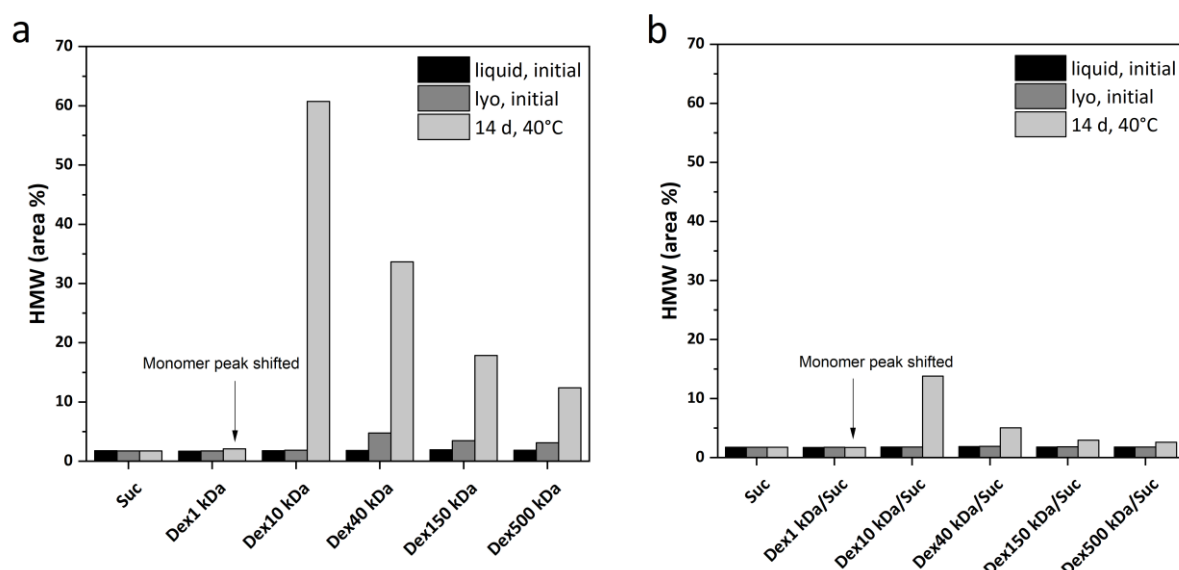 a
HMW (area %)
70
60
50
40
30
20
10
0
liquid, initial
lyo, initial
14 d, 40°C
Monomer peak shifted
Suc
Dex1 kDa
Dex10 kDa
Dex40 kDa
Dex150 kDa
Dex500 kDa
b
HMW (area %)
70
60
50
40
30
20
10
0
liquid, initial
lyo, initial
14 d, 40°C
Monomer peak shifted
Suc
Dex1 kDa/Suc
Dex10 kDa/Suc
Dex40 kDa/Suc
Dex150 kDa/Suc
Dex500 kDa/Suc